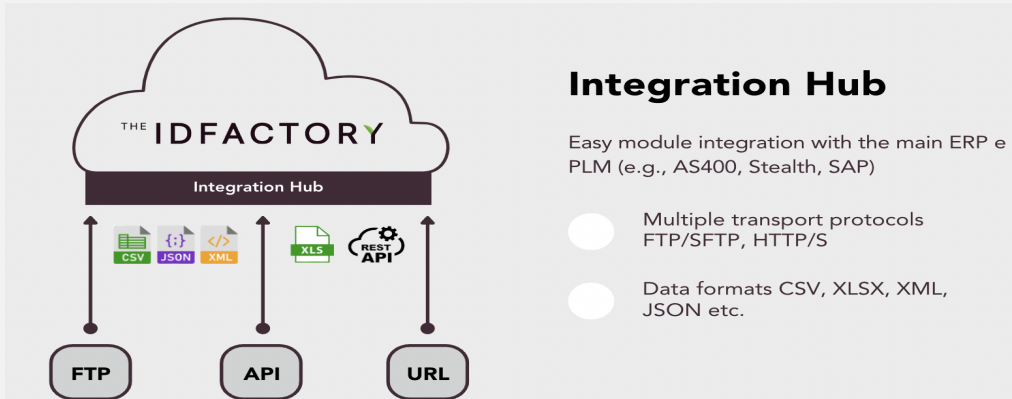 THE IDFACTORY
Integration Hub
CSV
JSON
XML
XLS
REST
API
FTP
API
URL
Integration Hub
Easy module integration with the main ERP e
PLM (e.g., AS400, Stealth, SAP)
Multiple transport protocols
FTP/SFTP, HTTP/S
Data formats CSV, XLSX, XML,
JSON etc.